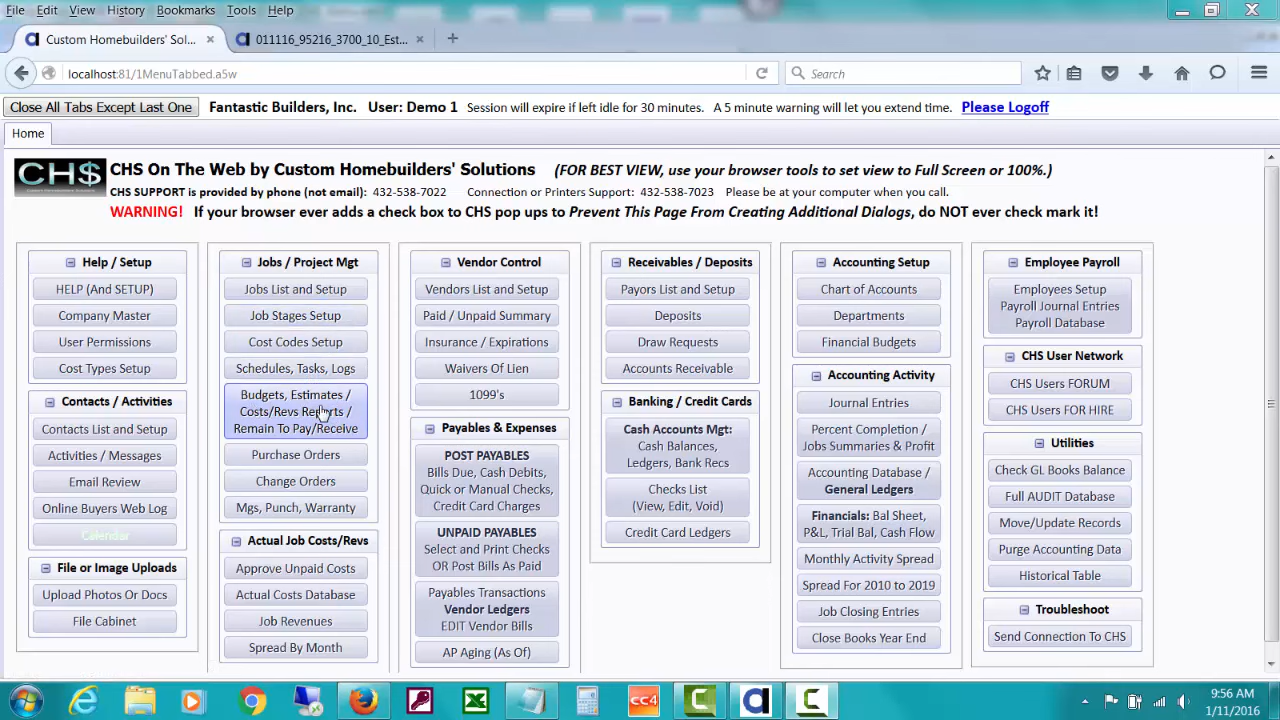 File Edit View History Bookmarks Tools Help
Custom Homebuilders' Sol... × 011116_95216_3700_10_Est... × +
localhost:81/1MenuTabbed.a5w Search
Close All Tabs Except Last One Fantastic Builders, Inc. User: Demo 1 Session will expire if left idle for 30 minutes. A 5 minute warning will let you extend time. Please Logoff
Home
CH$ CHS On The Web by Custom Homebuilders' Solutions (FOR BEST VIEW, use your browser tools to set view to Full Screen or 100%.)
CHS SUPPORT is provided by phone (not email): 432-538-7022 Connection or Printers Support: 432-538-7023 Please be at your computer when you call.
WARNING! If your browser ever adds a check box to CHS pop ups to Prevent This Page From Creating Additional Dialogs, do NOT ever check mark it!
Help / Setup
HELP (And SETUP)
Company Master
User Permissions
Cost Types Setup
Contacts / Activities
Contacts List and Setup
Activities / Messages
Email Review
Online Buyers Web Log
Calendar
File or Image Uploads
Upload Photos Or Docs
File Cabinet
Jobs / Project Mgt
Jobs List and Setup
Job Stages Setup
Cost Codes Setup
Schedules, Tasks, Logs
Budgets, Estimates /
Costs/Revs Reports /
Remain To Pay/Receive
Purchase Orders
Change Orders
Mgs, Punch, Warranty
Actual Job Costs/Revs
Approve Unpaid Costs
Actual Costs Database
Job Revenues
Spread By Month
Vendor Control
Vendors List and Setup
Paid / Unpaid Summary
Insurance / Expirations
Waivers Of Lien
1099's
Payables & Expenses
POST PAYABLES
Bills Due, Cash Debits,
Quick or Manual Checks,
Credit Card Charges
UNPAID PAYABLES
Select and Print Checks
OR Post Bills As Paid
Payables Transactions
Vendor Ledgers
EDIT Vendor Bills
AP Aging (As Of)
Receivables / Deposits
Payors List and Setup
Deposits
Draw Requests
Accounts Receivable
Banking / Credit Cards
Cash Accounts Mgt:
Cash Balances,
Ledgers, Bank Recs
Checks List
(View, Edit, Void)
Credit Card Ledgers
Accounting Setup
Chart of Accounts
Departments
Financial Budgets
Accounting Activity
Journal Entries
Percent Completion /
Jobs Summaries & Profit
Accounting Database /
General Ledgers
Financials: Bal Sheet,
P&L, Trial Bal, Cash Flow
Monthly Activity Spread
Spread For 2010 to 2019
Job Closing Entries
Close Books Year End
Employee Payroll
Employees Setup
Payroll Journal Entries
Payroll Database
CHS User Network
CHS Users FORUM
CHS Users FOR HIRE
Utilities
Check GL Books Balance
Full AUDIT Database
Move/Update Records
Purge Accounting Data
Historical Table
Troubleshoot
Send Connection To CHS
CC4
9:56 AM
1/11/2016